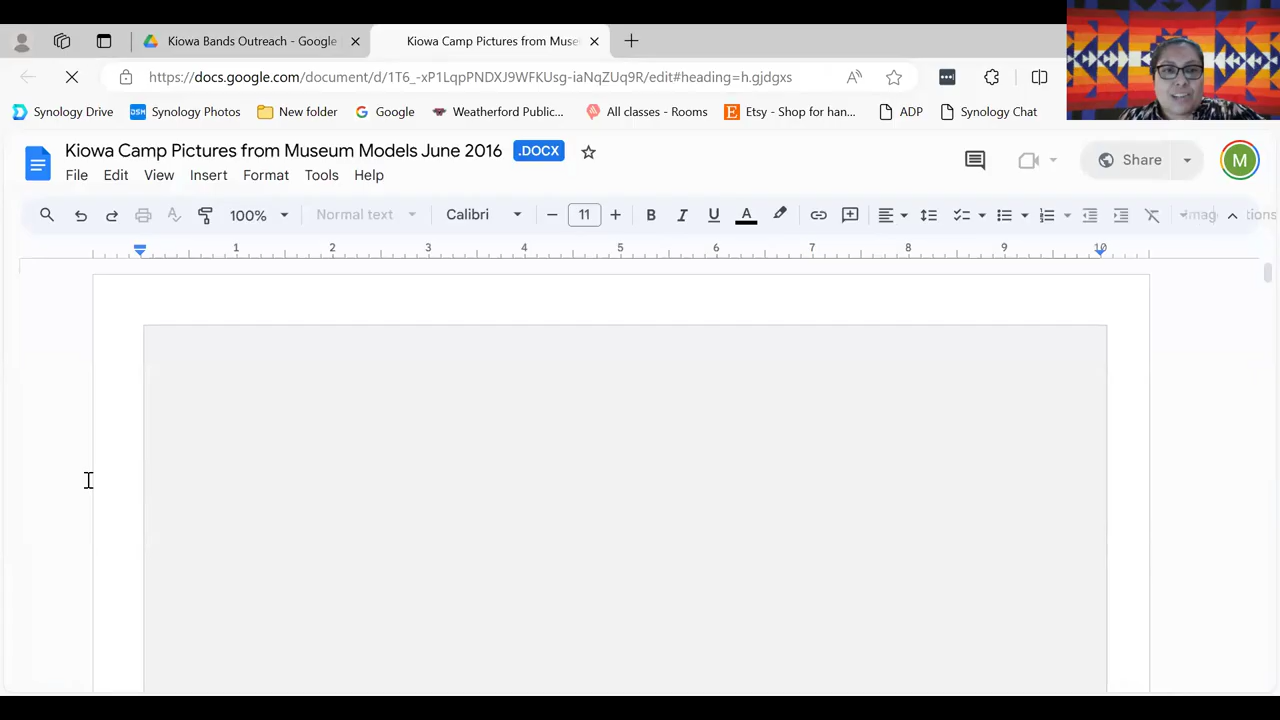 Kiowa Bands Outreach - Google
Kiowa Camp Pictures from Muse
https://docs.google.com/document/d/1T6_-xP1LqpPNDXJ9WFKUsg-iaNqZUq9R/edit#heading=h.gjdgxs
Synology Drive DSM Synology Photos New folder Google Weatherford Public... All classes - Rooms Etsy - Shop for han... ADP Synology Chat
Kiowa Camp Pictures from Museum Models June 2016 .DOCX
Share M
File Edit View Insert Format Tools Help
100% Normal text Calibri 11 B I U A
1 2 3 4 5 6 7 8 9 10